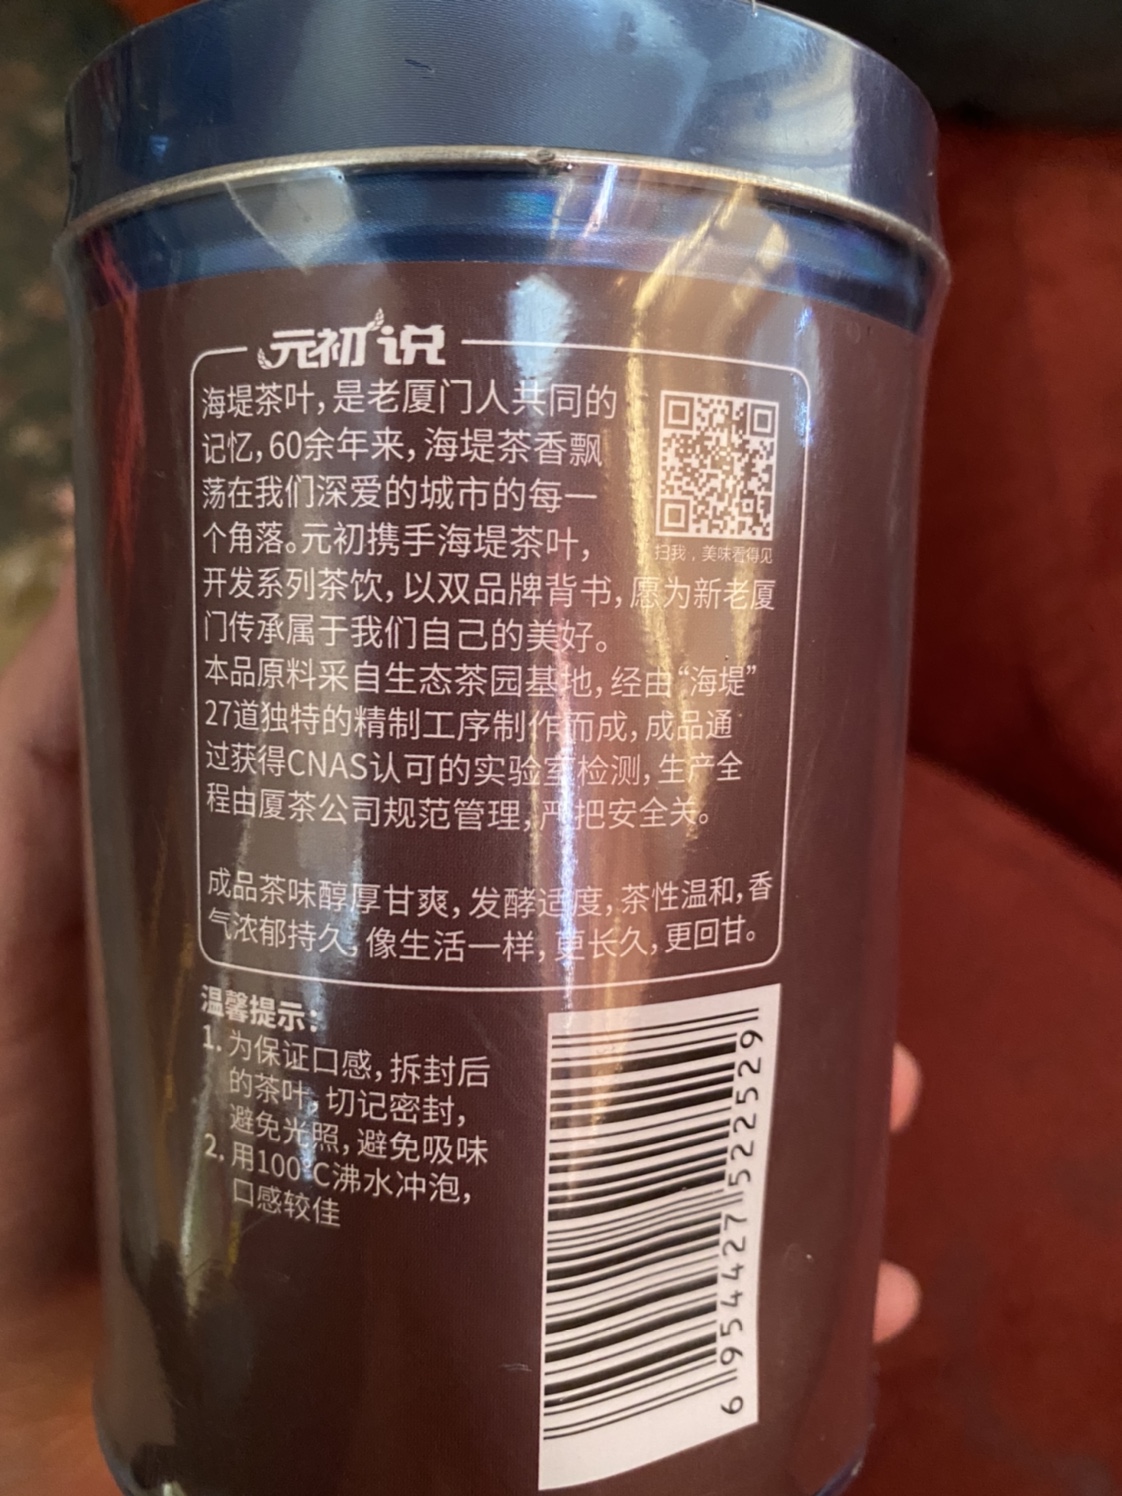 元初说
海堤茶叶，是老厦门人共同的
记忆，60余年来，海堤茶香飘
荡在我们深爱的城市的每一
个角落。元初携手海堤茶叶，
开发系列茶饮，以双品牌背书，愿为新老厦
门传承属于我们自己的美好。
本品原料采自生态茶园基地，经由“海堤”
27道独特的精制工序制作而成，成品通
过获得CNAS认可的实验室检测，生产全
程由厦茶公司规范管理，严把安全关。
成品茶味醇厚甘爽，发酵适度，茶性温和，香
气浓郁持久，像生活一样，更长久，更回甘。
扫我，美味看得见
温馨提示：
1. 为保证口感，拆封后
的茶叶，切记密封，
避免光照，避免吸味
2. 用100°C沸水冲泡，
口感较佳
6 954427 522529